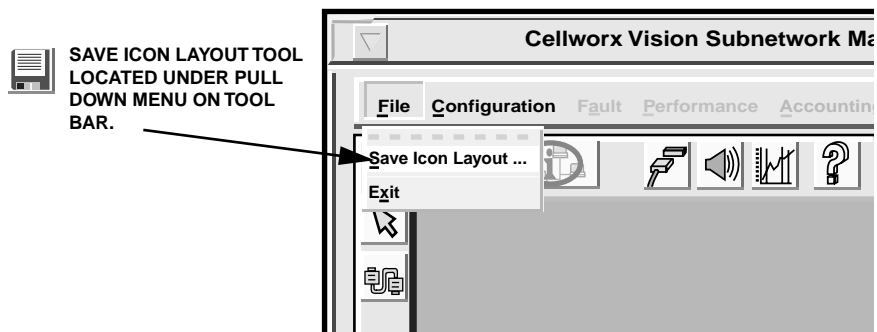 SAVE ICON LAYOUT TOOL
LOCATED UNDER PULL
DOWN MENU ON TOOL
BAR.
Cellworx Vision Subnetwork Ma
File Configuration Fault Performance Accounting
Save Icon Layout ...
Exit